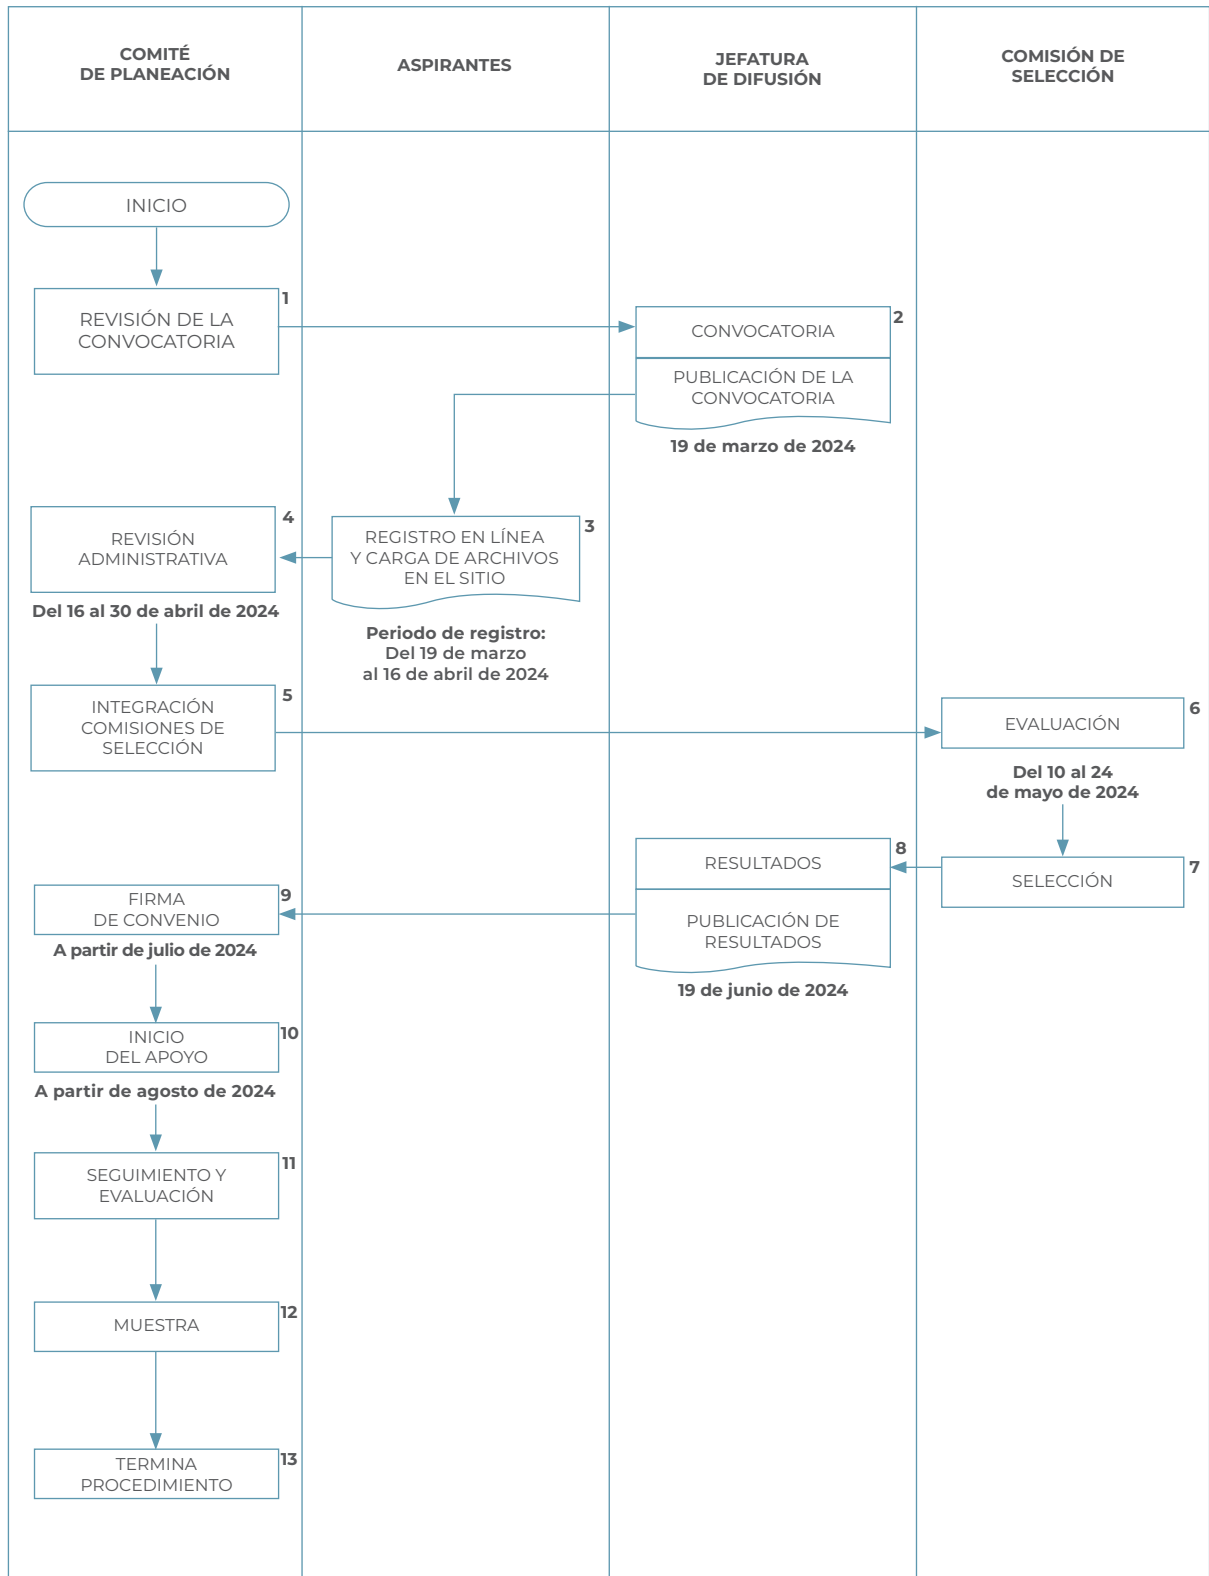 COMITÉ
DE PLANEACIÓN
ASPIRANTES
JEFATURA
DE DIFUSIÓN
COMISIÓN DE
SELECCIÓN
INICIO
1
REVISIÓN DE LA
CONVOCATORIA
2
CONVOCATORIA
PUBLICACIÓN DE LA
CONVOCATORIA
19 de marzo de 2024
3
REGISTRO EN LÍNEA
Y CARGA DE ARCHIVOS
EN EL SITIO
Periodo de registro:
Del 19 de marzo
al 16 de abril de 2024
4
REVISIÓN
ADMINISTRATIVA
Del 16 al 30 de abril de 2024
5
INTEGRACIÓN
COMISIONES DE
SELECCIÓN
6
EVALUACIÓN
Del 10 al 24
de mayo de 2024
7
SELECCIÓN
8
RESULTADOS
PUBLICACIÓN DE
RESULTADOS
19 de junio de 2024
9
FIRMA
DE CONVENIO
A partir de julio de 2024
10
INICIO
DEL APOYO
A partir de agosto de 2024
11
SEGUIMIENTO Y
EVALUACIÓN
12
MUESTRA
13
TERMINA
PROCEDIMIENTO